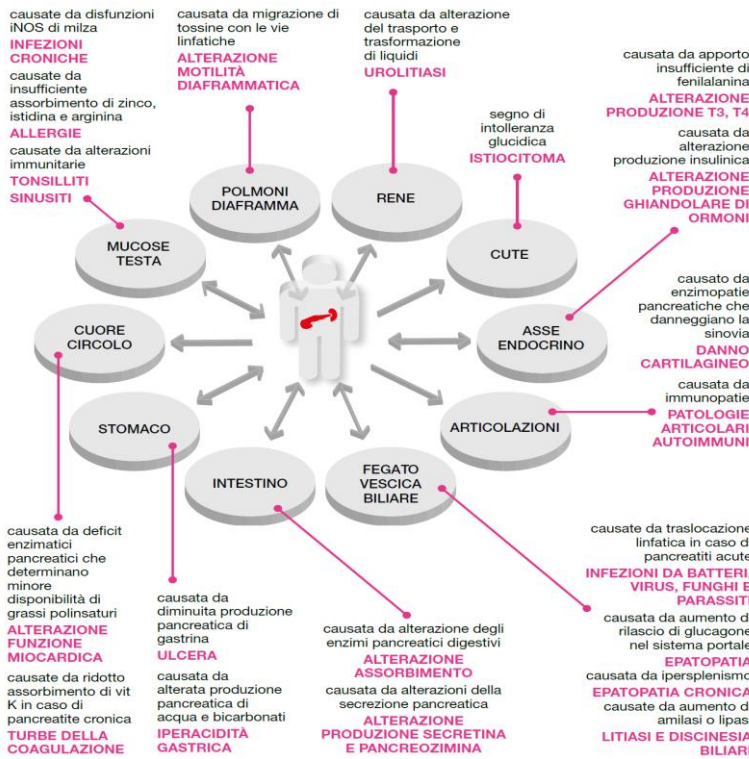 causate da disfunzioni
iNOS di milza
INFEZIONI
CRONICHE
causate da
insufficiente
assorbimento di zinco,
istidina e arginina
ALLERGIE
causate da alterazioni
immunitarie
TONSILLITI
SINUSITI
causata da migrazione di
tossine con le vie
linfatiche
ALTERAZIONE
MOTILITÀ
DIAFRAMMATICA
causata da alterazione
del trasporto e
trasformazione
di liquidi
UROLITIASI
segno di
intolleranza
glucidica
ISTIOCITOMA
causata da apporto
insufficiente di
fenilalanina
ALTERAZIONE
PRODUZIONE T3, T4
causata da
alterazione
produzione insulinica
ALTERAZIONE
PRODUZIONE
GHIANDOLARE DI
ORMONI
POLMONI
DIAFRAMMA
RENE
MUCOSE
TESTA
CUTE
CUORE
CIRCOLO
ASSE
ENDOCRINO
STOMACO
ARTICOLAZIONI
INTESTINO
FEGATO
VESCICA
BILIARE
causato da
enzimopatie
pancreatiche che
danneggiano la
sinovia
DANNO
CARTILAGINEO
causata da
immunopatie
PATOLOGIE
ARTICOLARI
AUTOIMMUNI
causata da deficit
enzimatici
pancreatici che
determinano
minore
disponibilità di
grassi polinsaturi
ALTERAZIONE
FUNZIONE
MIOCARDICA
causate da ridotto
assorbimento di vit
K in caso di
pancreatite cronica
TURBE DELLA
COAGULAZIONE
causata da
diminuita produzione
pancreatica di
gastrina
ULCERA
causata da
alterata produzione
pancreatica di
acqua e bicarbonati
IPERACIDITÀ
GASTRICA
causata da alterazione degli
enzimi pancreatici digestivi
ALTERAZIONE
ASSORBIMENTO
causata da alterazioni della
secrezione pancreatica
ALTERAZIONE
PRODUZIONE SECRETINA
E PANCREOZIMINA
causate da traslocazione
linfatica in caso di
pancreatiti acute
INFEZIONI DA BATTERI,
VIRUS, FUNGHI E
PARASSITI
causata da aumento d
rilascio di glucagone
nel sistema portale
EPATOPATIA
causata da ipersplenismo
EPATOPATIA CRONICA
causate da aumento d
amilasi o lipas
LITIASI E DISCINESIA
BILIARI